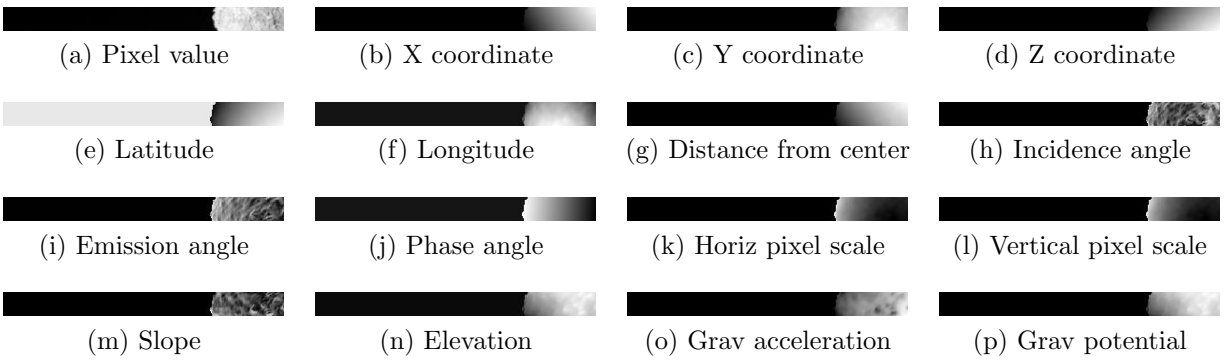 (a) Pixel value (b) X coordinate (c) Y coordinate (d) Z coordinate
(e) Latitude (f) Longitude (g) Distance from center (h) Incidence angle
(i) Emission angle (j) Phase angle (k) Horiz pixel scale (l) Vertical pixel scale
(m) Slope (n) Elevation (o) Grav acceleration (p) Grav potential